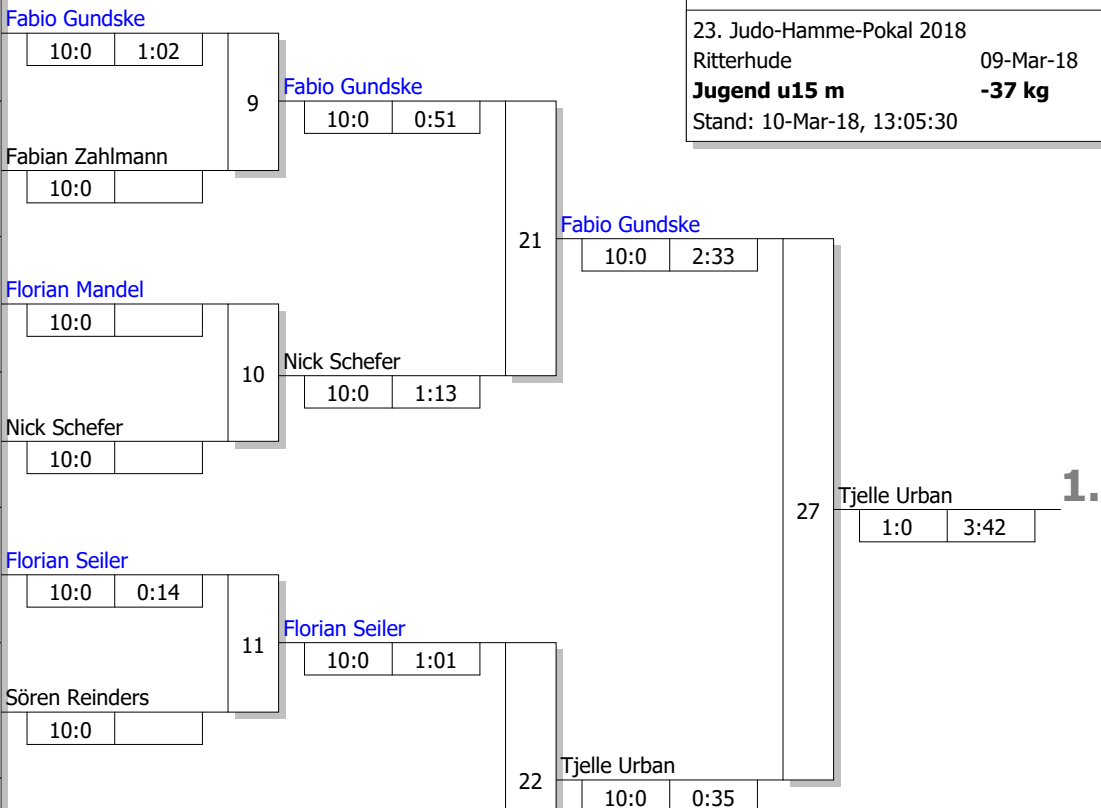 Fabio Gundske
10:0 1:02
23. Judo-Hamme-Pokal 2018
Ritterhude 09-Mar-18
Jugend u15 m -37 kg
Stand: 10-Mar-18, 13:05:30
9
Fabio Gundske
10:0 0:51
Fabian Zahlmann
10:0
21
Fabio Gundske
10:0 2:33
Florian Mandel
10:0
10
Nick Schefer
10:0 1:13
Nick Schefer
10:0
27
Tjelle Urban
1.
1:0 3:42
Florian Seiler
10:0 0:14
11
Florian Seiler
10:0 1:01
Sören Reinders
10:0
22
Tjelle Urban
10:0 0:35